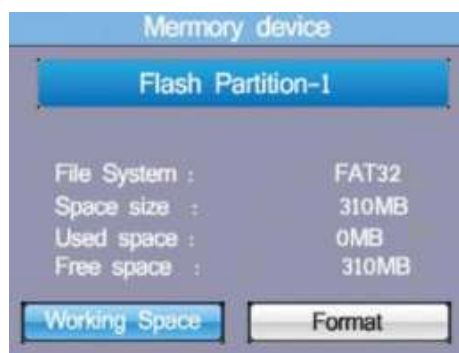 Mermory device
Flash Partition-1
File System : FAT32
Space size : 310MB
Used space : 0MB
Free space : 310MB
Working Space Format